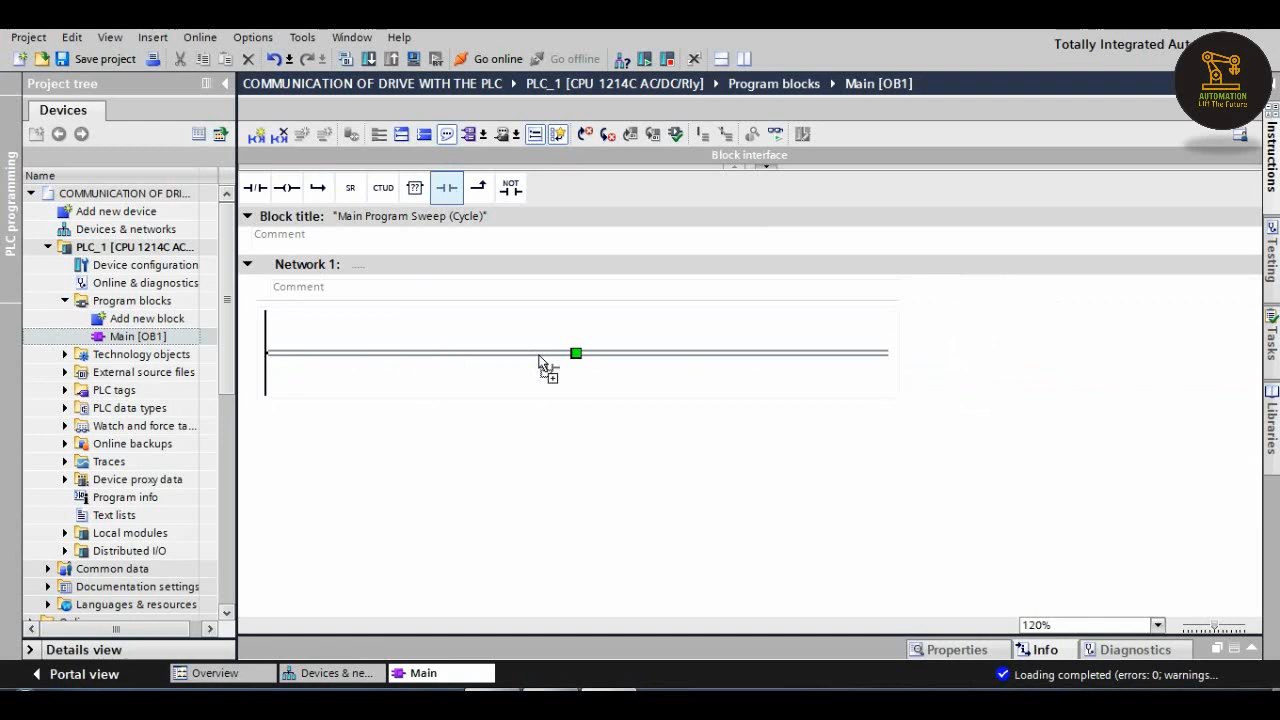 Project Edit View Insert Online Options Tools Window Help
Totally Integrated Aut
Save project Go online Go offline
AUTOMATION
Lift The Future
Project tree
COMMUNICATION OF DRIVE WITH THE PLC PLC_1 [CPU 1214C AC/DC/Rly] Program blocks Main [OB1]
Devices
Block interface
Name
SR CTUD ?? NOT
COMMUNICATION OF DRI...
Add new device
Devices & networks
PLC_1 [CPU 1214C AC...
Device configuration
Online & diagnostics
Program blocks
Add new block
Main [OB1]
Technology objects
External source files
PLC tags
PLC data types
Watch and force ta...
Online backups
Traces
Device proxy data
Program info
Text lists
Local modules
Distributed I/O
Common data
Documentation settings
Languages & resources
Block title: "Main Program Sweep (Cycle)"
Comment
Network 1: .....
Comment
120%
Details view
Properties Info Diagnostics
Portal view Overview Devices & ne... Main
Loading completed (errors: 0; warnings...
PLC programming
Instructions
Testing
Tasks
Libraries